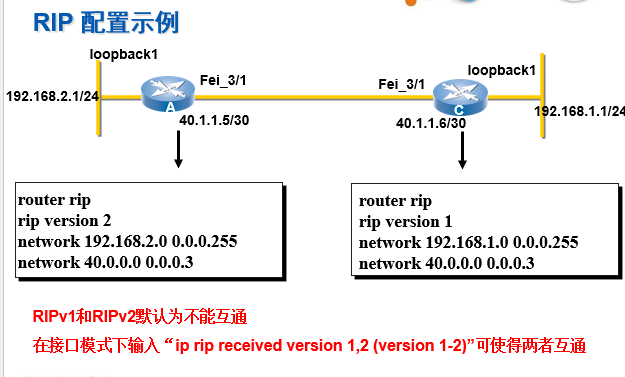 RIP 配置示例
loopback1
Fei_3/1
Fei_3/1
loopback1
192.168.2.1/24
A
C
192.168.1.1/24
40.1.1.5/30
40.1.1.6/30
router rip
rip version 2
network 192.168.2.0 0.0.0.255
network 40.0.0.0 0.0.0.3
router rip
rip version 1
network 192.168.1.0 0.0.0.255
network 40.0.0.0 0.0.0.3
RIPv1和RIPv2默认为不能互通
在接口模式下输入“ip rip received version 1,2 (version 1-2)”可使得两者互通